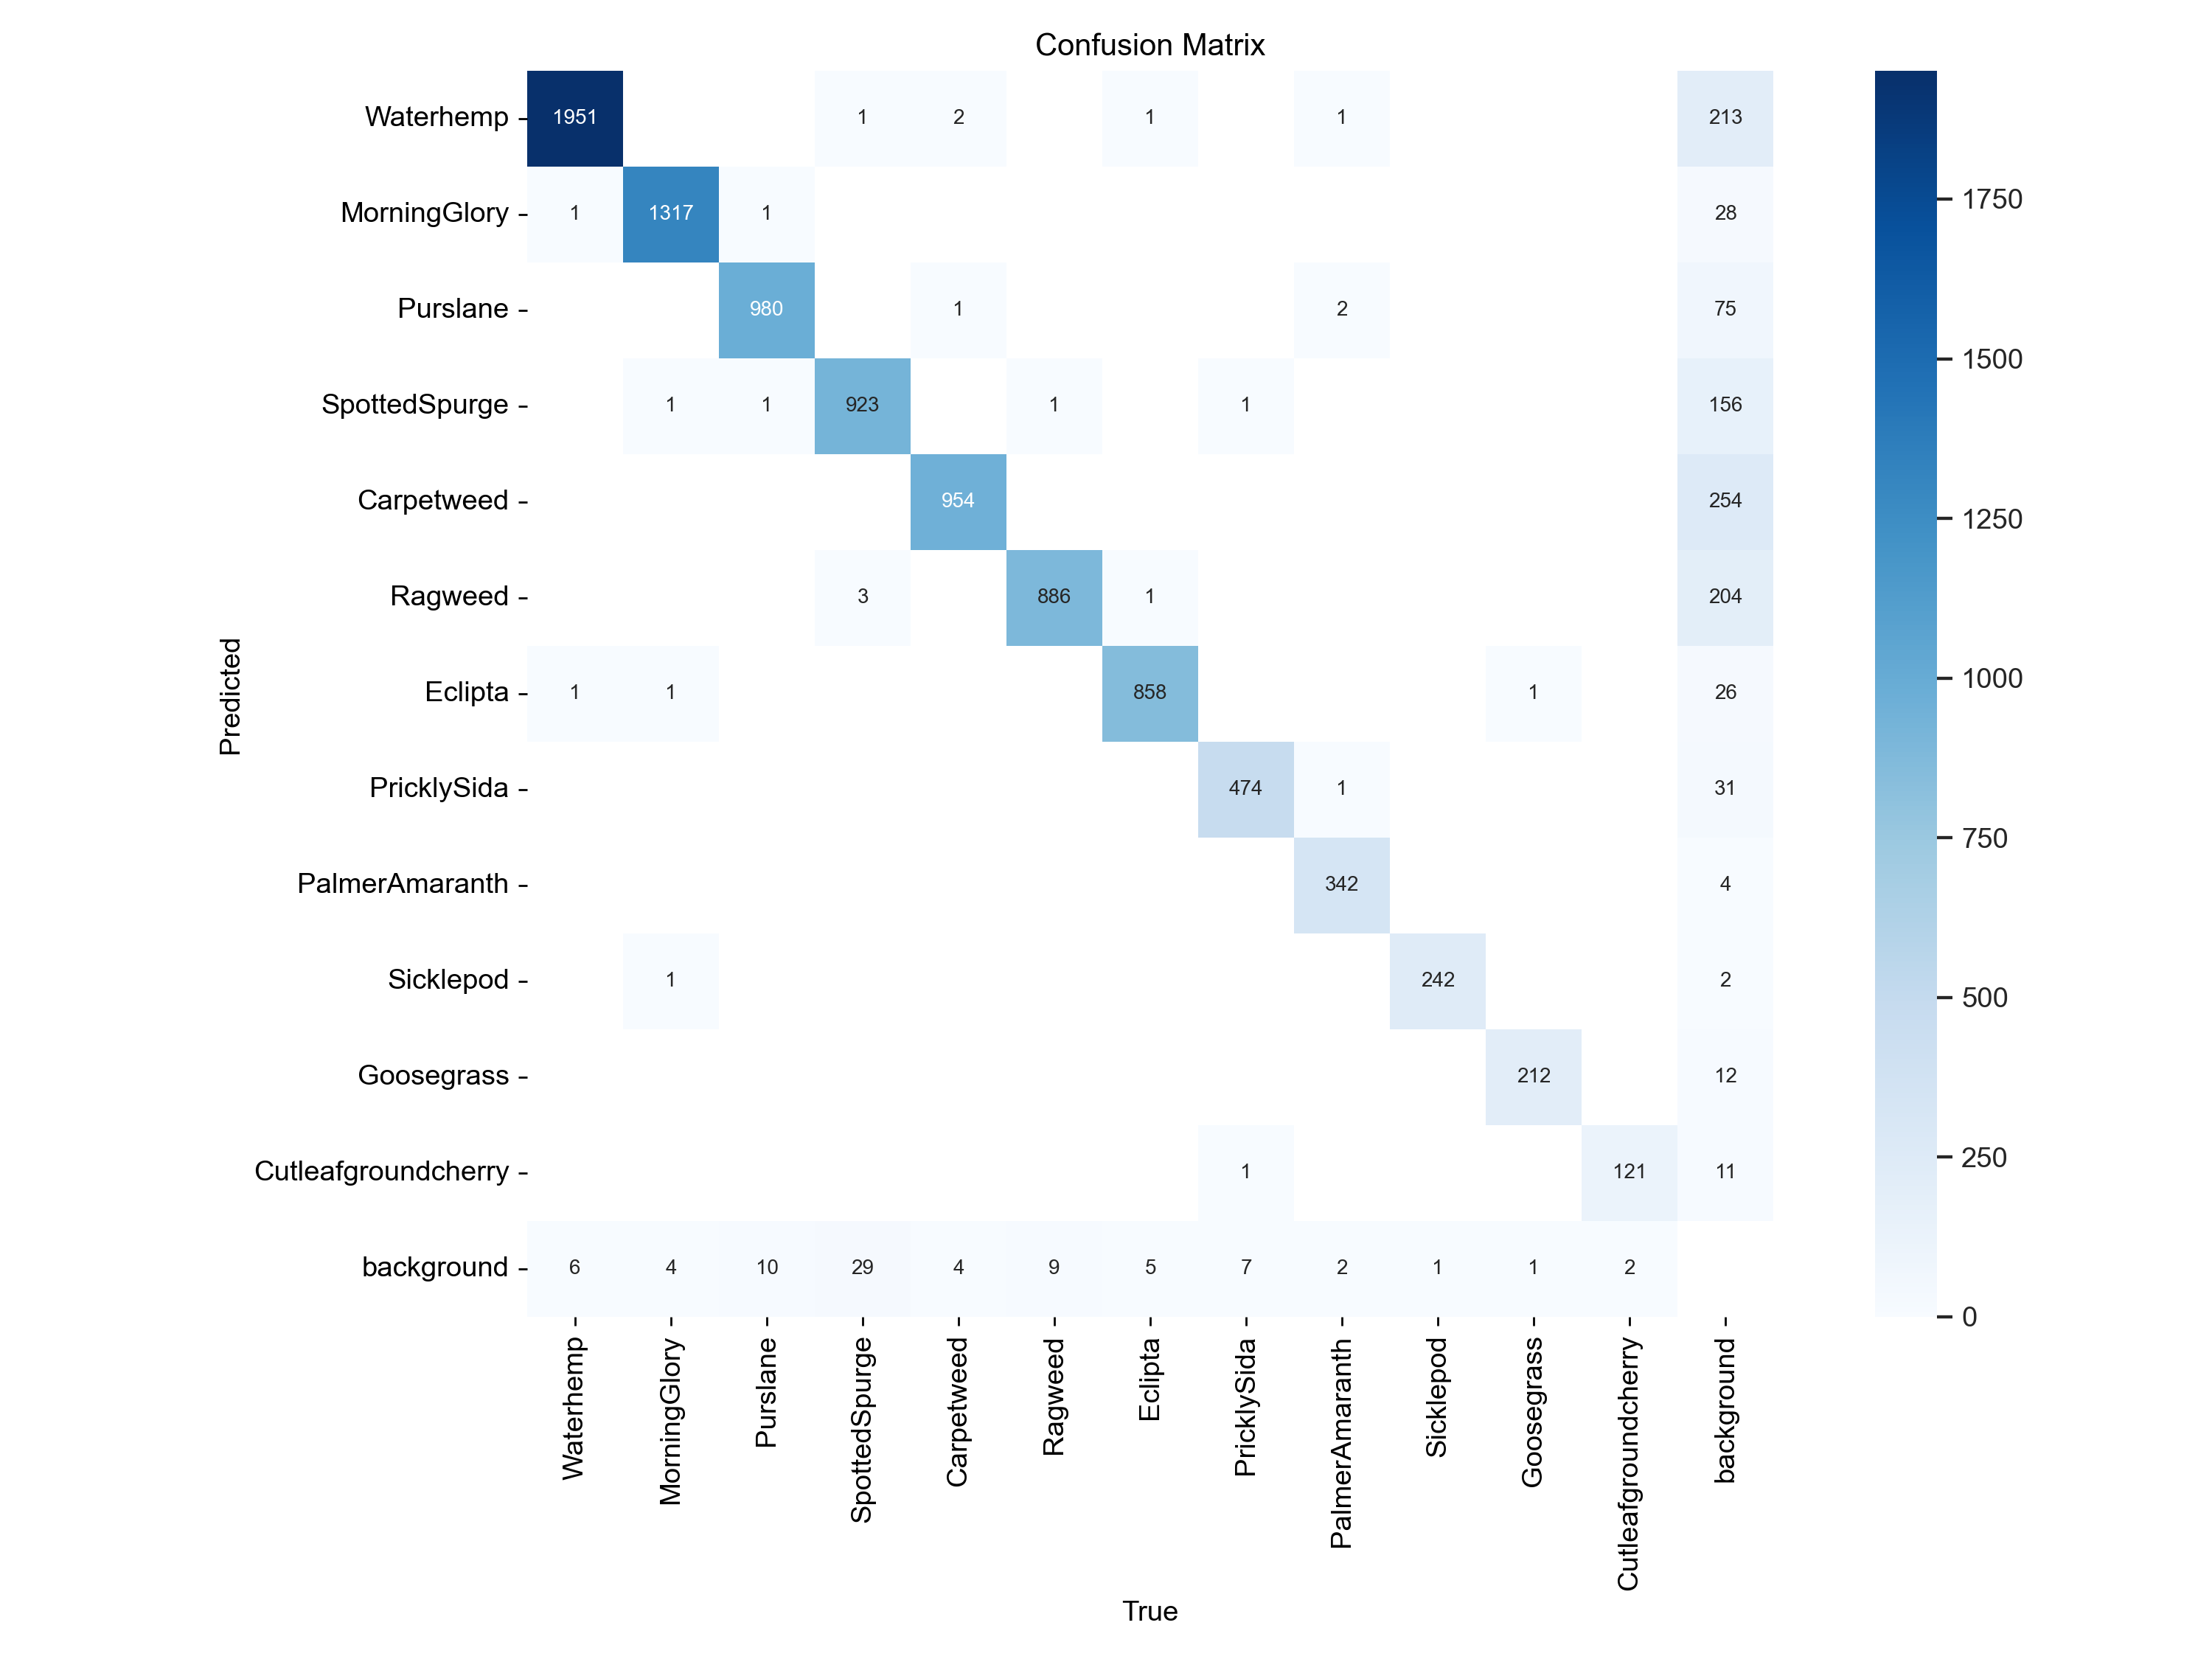 Confusion Matrix
Waterhemp 1951 1 2 1 1 213
MorningGlory 1 1317 1 28
Purslane 980 1 2 75
SpottedSpurge 1 1 923 1 1 156
Carpetweed 954 254
Ragweed 3 886 1 204
Eclipta 1 1 858 1 26
PricklySida 474 1 31
PalmerAmaranth 342 4
Sicklepod 1 242 2
Goosegrass 212 12
Cutleafgroundcherry 1 121 11
background 6 4 10 29 4 9 5 7 2 1 1 2
Predicted
Waterhemp
MorningGlory
Purslane
SpottedSpurge
Carpetweed
Ragweed
Eclipta
PricklySida
PalmerAmaranth
Sicklepod
Goosegrass
Cutleafgroundcherry
background
True
1750
1500
1250
1000
750
500
250
0